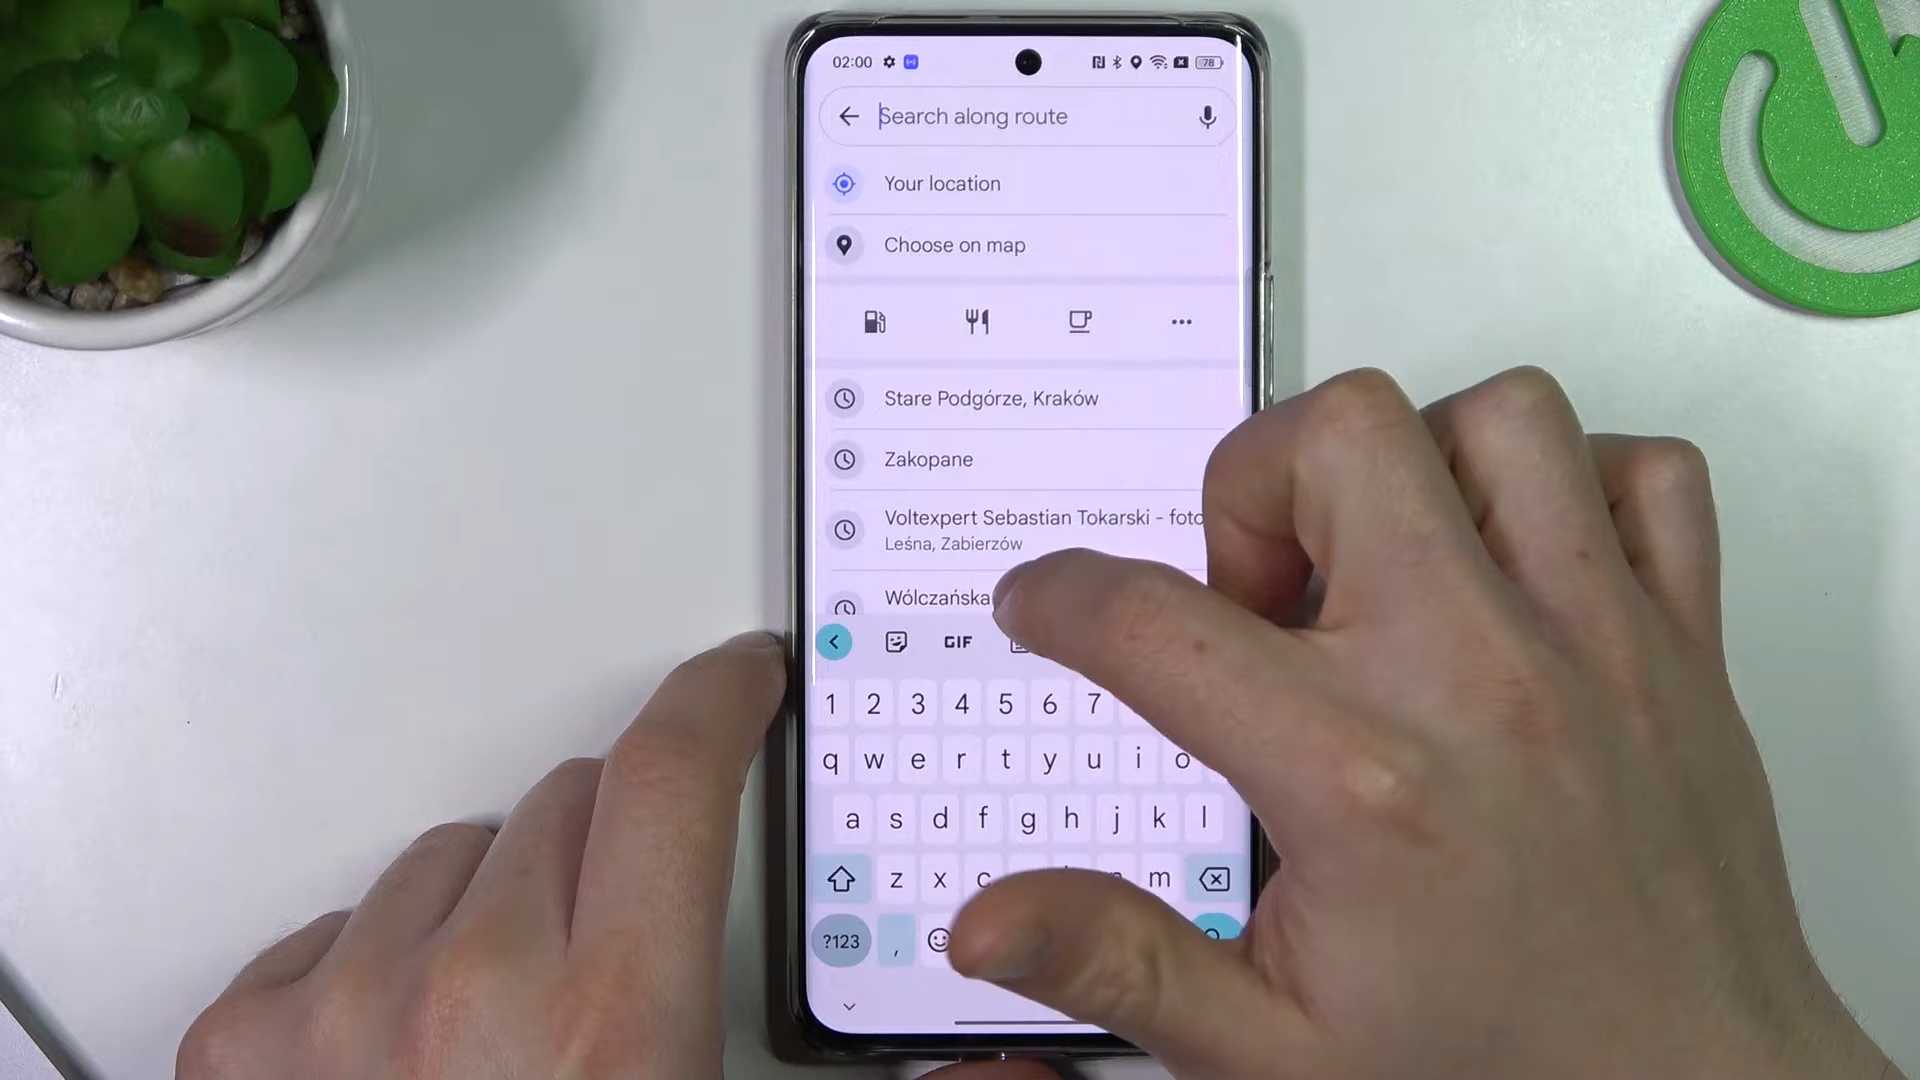 02:00
78
Search along route
Your location
Choose on map
Stare Podgórze, Kraków
Zakopane
Voltexpert Sebastian Tokarski - foto
Leśna, Zabierzów
Wólczańska
GIF
1 2 3 4 5 6 7
q w e r t y u i o
a s d f g h j k l
z x c m
?123 ,